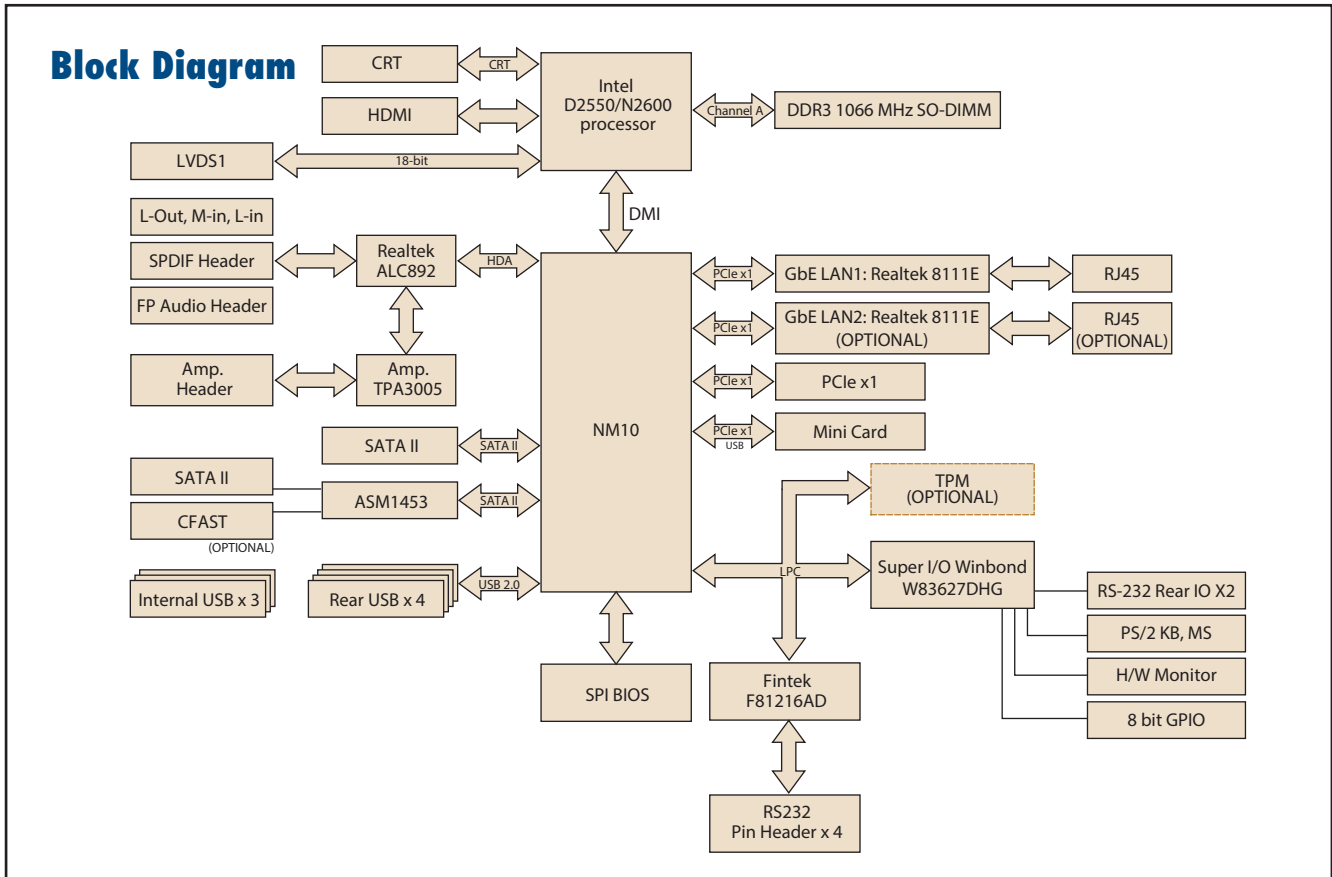 Block Diagram
CRT
CRT
Intel
D2550/N2600
processor
Channel A
DDR3 1066 MHz SO-DIMM
HDMI
LVDS1
18-bit
DMI
L-Out, M-in, L-in
SPDIF Header
FP Audio Header
Realtek
ALC892
HDA
Amp.
Header
Amp.
TPA3005
NM10
PCIe x1
GbE LAN1: Realtek 8111E
RJ45
PCIe x1
GbE LAN2: Realtek 8111E
(OPTIONAL)
RJ45
(OPTIONAL)
PCIe x1
PCIe x1
PCIe x1
USB
Mini Card
SATA II
SATA II
SATA II
CFAST
(OPTIONAL)
ASM1453
SATA II
TPM
(OPTIONAL)
Internal USB x 3
Rear USB x 4
USB 2.0
LPC
Super I/O Winbond
W83627DHG
RS-232 Rear IO X2
PS/2 KB, MS
H/W Monitor
8 bit GPIO
SPI BIOS
Fintek
F81216AD
RS232
Pin Header x 4